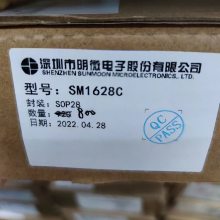 深圳市明微电子股份有限公司
SHENZHEN SUNMOON MICROELECTRONICS CO.,LTD.
型号: SM1628C
封装: SOP28
数量: 800
日期: 2022.04.28
QC
PASS